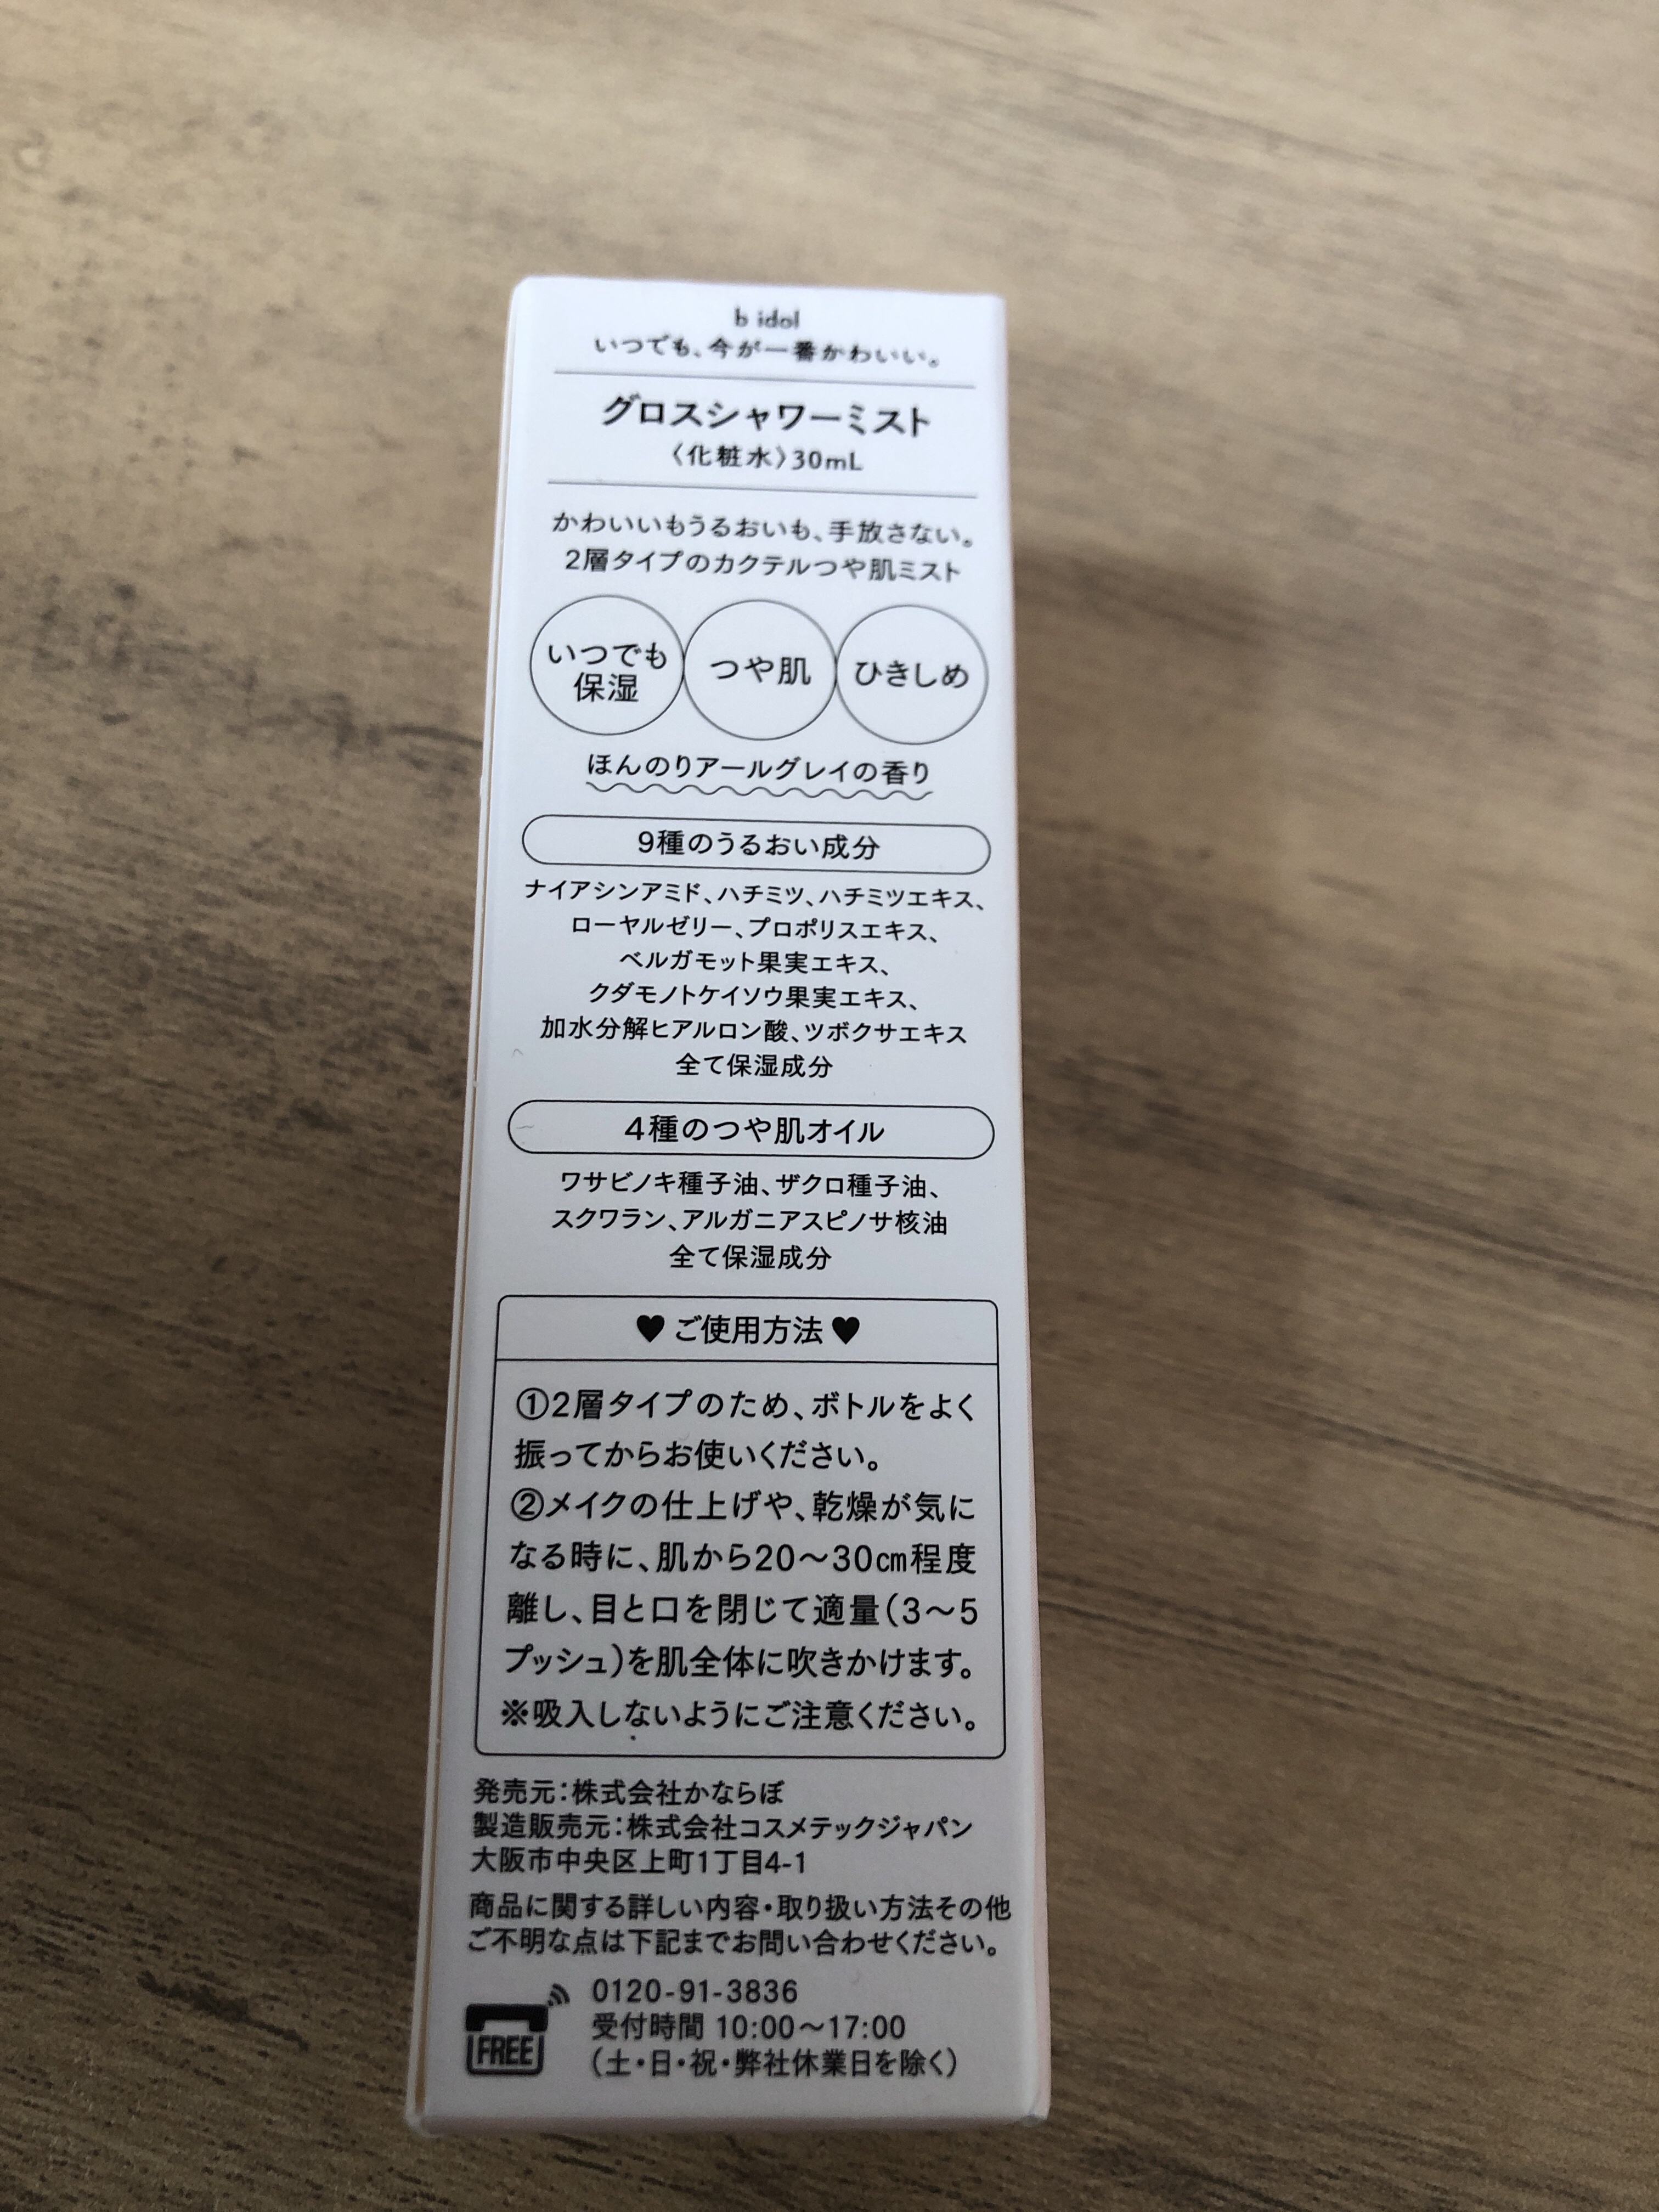 b idol
いつでも、今が一番かわいい。
グロスシャワーミスト
〈化粧水〉30mL
かわいいもうるおいも、手放さない。
2層タイプのカクテルつや肌ミスト
いつでも
保湿
つや肌
ひきしめ
ほんのりアールグレイの香り
9種のうるおい成分
ナイアシンアミド、ハチミツ、ハチミツエキス、
ローヤルゼリー、プロポリスエキス、
ベルガモット果実エキス、
クダモノトケイソウ果実エキス、
加水分解ヒアルロン酸、ツボクサエキス
全て保湿成分
4種のつや肌オイル
ワサビノキ種子油、ザクロ種子油、
スクワラン、アルガニアスピノサ核油
全て保湿成分
♥ ご使用方法 ♥
①2層タイプのため、ボトルをよく
振ってからお使いください。
②メイクの仕上げや、乾燥が気に
なる時に、肌から20〜30㎝程度
離し、目と口を閉じて適量(3〜5
プッシュ)を肌全体に吹きかけます。
※吸入しないようにご注意ください。
発売元：株式会社かならぼ
製造販売元：株式会社コスメテックジャパン
大阪市中央区上町1丁目4-1
商品に関する詳しい内容・取り扱い方法その他
ご不明な点は下記までお問い合わせください。
FREE
0120-91-3836
受付時間 10:00〜17:00
(土・日・祝・弊社休業日を除く)